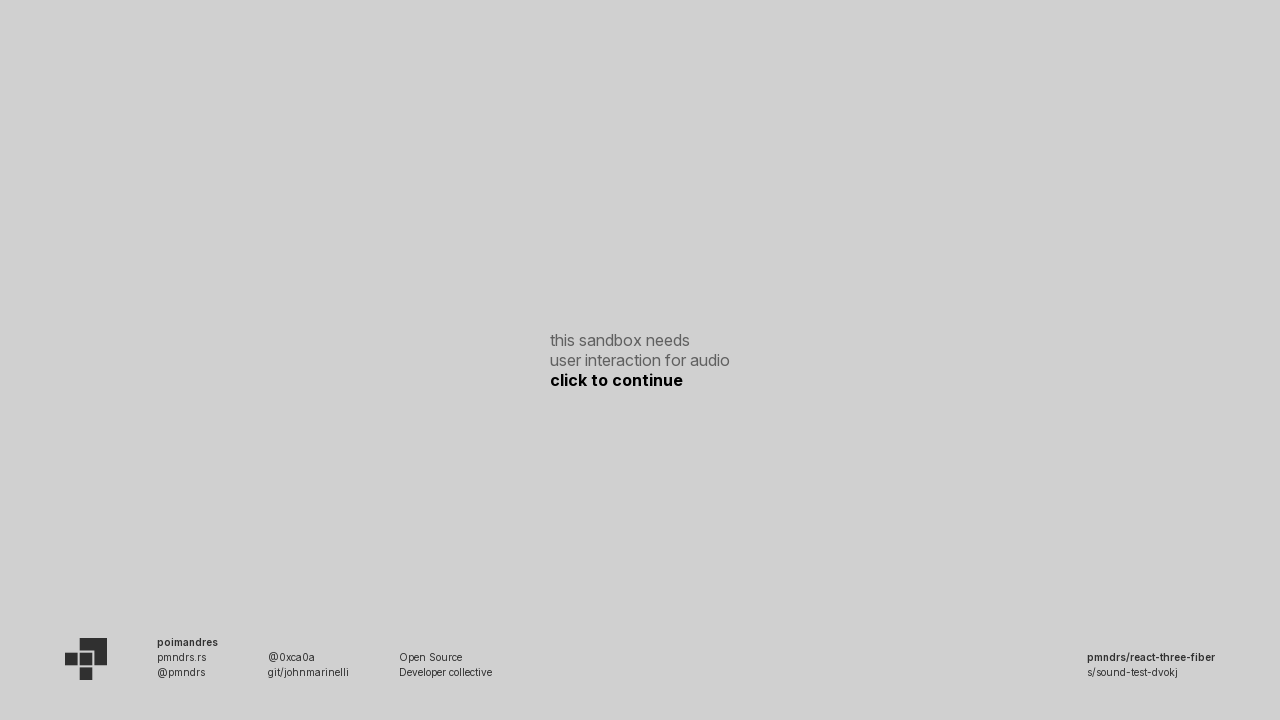 this sandbox needs
user interaction for audio
click to continue
poimandres
pmndrs.rs
@pmndrs
@0xca0a
git/johnmarinelli
Open Source
Developer collective
pmndrs/react-three-fiber
s/sound-test-dvokj